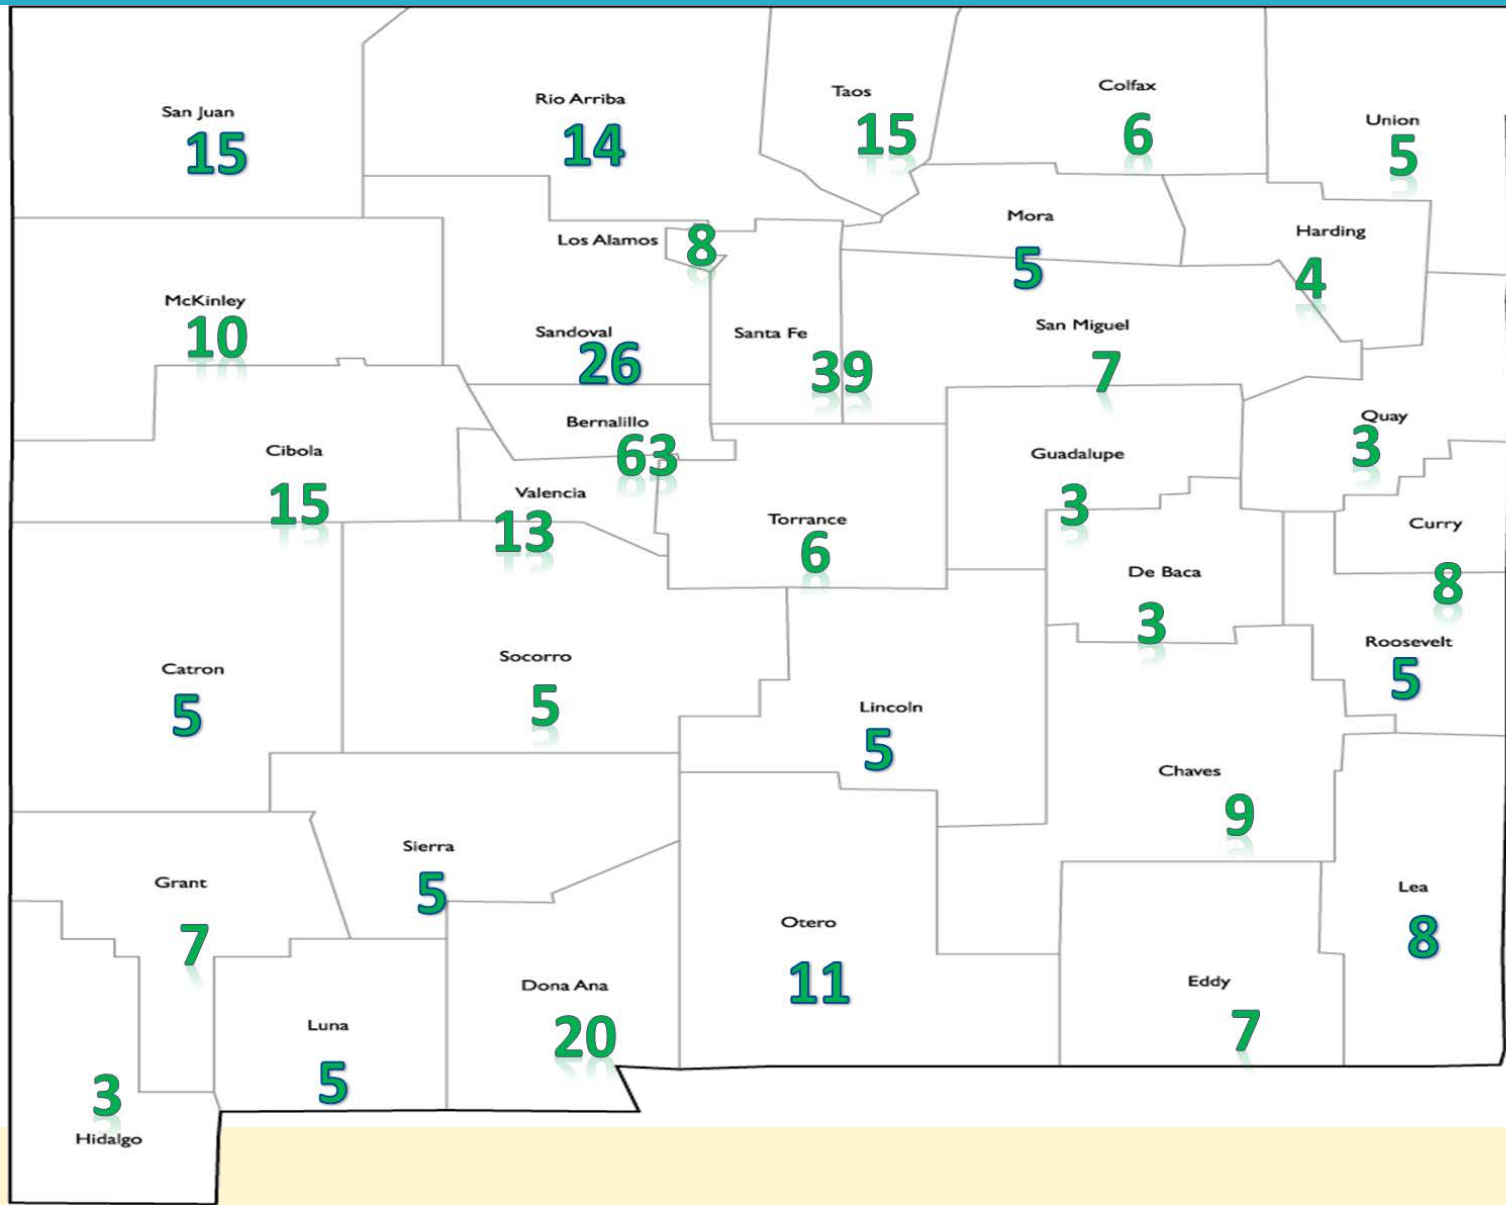 San Juan
15
Rio Arriba
14
Taos
15
Colfax
6
Union
5
Los Alamos
8
Mora
5
Harding
4
McKinley
10
Sandoval
26
Santa Fe
39
San Miguel
7
Bernalillo
63
Quay
3
Cibola
15
Valencia
13
Torrance
6
Guadalupe
3
Curry
8
De Baca
3
Catron
5
Socorro
5
Lincoln
5
Roosevelt
5
Chaves
9
Grant
7
Sierra
5
Otero
11
Lea
8
Luna
5
Dona Ana
20
Eddy
7
3
Hidalgo